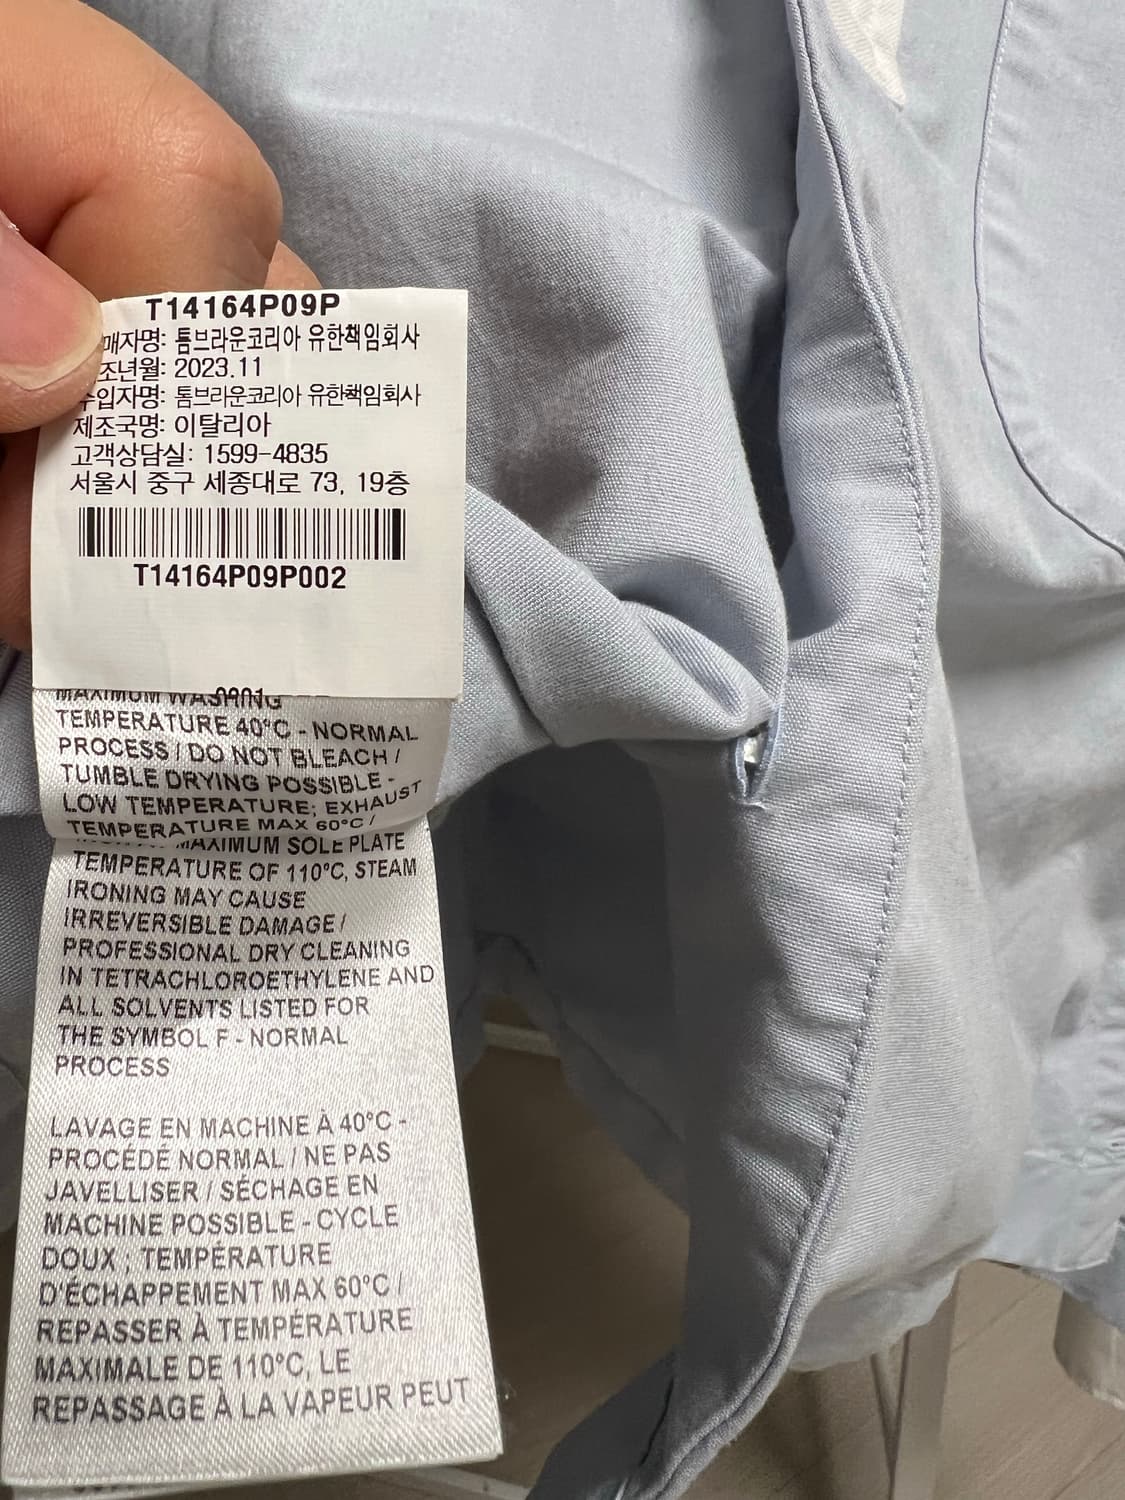 T14164P09P
매자명: 톰브라운코리아 유한책임회사
조년월: 2023.11
수입자명: 톰브라운코리아 유한책임회사
제조국명: 이탈리아
고객상담실: 1599-4835
서울시 중구 세종대로 73, 19층
T14164P09P002
0901
MAXIMUM WASHING
TEMPERATURE 40°C - NORMAL
PROCESS / DO NOT BLEACH /
TUMBLE DRYING POSSIBLE -
LOW TEMPERATURE; EXHAUST
TEMPERATURE MAX 60°C /
MAXIMUM SOLE PLATE
TEMPERATURE OF 110°C, STEAM
IRONING MAY CAUSE
IRREVERSIBLE DAMAGE /
PROFESSIONAL DRY CLEANING
IN TETRACHLOROETHYLENE AND
ALL SOLVENTS LISTED FOR
THE SYMBOL F - NORMAL
PROCESS
LAVAGE EN MACHINE À 40°C -
PROCÉDÉ NORMAL / NE PAS
JAVELLISER / SÉCHAGE EN
MACHINE POSSIBLE - CYCLE
DOUX ; TEMPÉRATURE
D'ÉCHAPPEMENT MAX 60°C /
REPASSER À TEMPÉRATURE
MAXIMALE DE 110°C, LE
REPASSAGE À LA VAPEUR PEUT